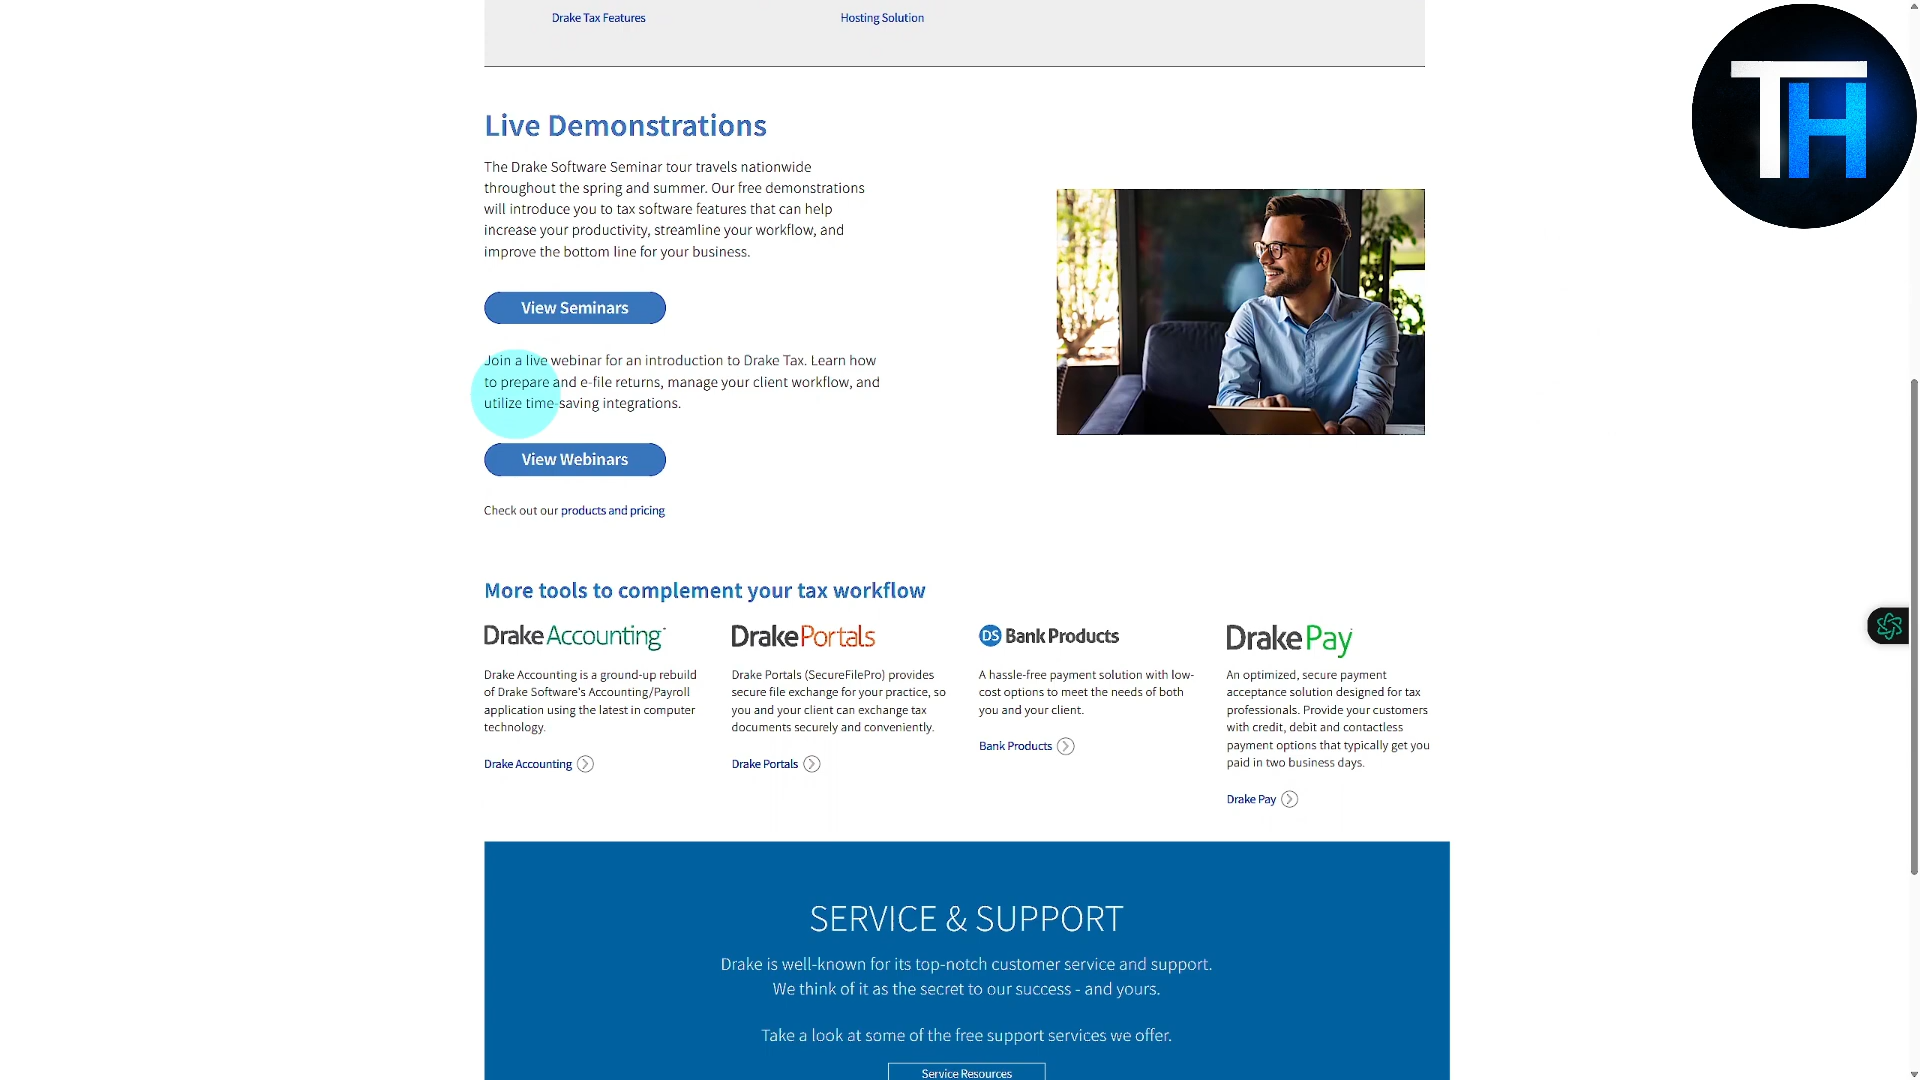 Drake Tax Features
Hosting Solution
TH
Live Demonstrations
The Drake Software Seminar tour travels nationwide
throughout the spring and summer. Our free demonstrations
will introduce you to tax software features that can help
increase your productivity, streamline your workflow, and
improve the bottom line for your business.
View Seminars
Join a live webinar for an introduction to Drake Tax. Learn how
to prepare and e-file returns, manage your client workflow, and
utilize time-saving integrations.
View Webinars
Check out our products and pricing
More tools to complement your tax workflow
Drake Accounting
Drake Accounting is a ground-up rebuild
of Drake Software's Accounting/Payroll
application using the latest in computer
technology.
Drake Accounting
Drake Portals
Drake Portals (SecureFilePro) provides
secure file exchange for your practice, so
you and your client can exchange tax
documents securely and conveniently.
Drake Portals
DS Bank Products
A hassle-free payment solution with low-
cost options to meet the needs of both
you and your client.
Bank Products
Drake Pay
An optimized, secure payment
acceptance solution designed for tax
professionals. Provide your customers
with credit, debit and contactless
payment options that typically get you
paid in two business days.
Drake Pay
SERVICE & SUPPORT
Drake is well-known for its top-notch customer service and support.
We think of it as the secret to our success - and yours.
Take a look at some of the free support services we offer.
Service Resources